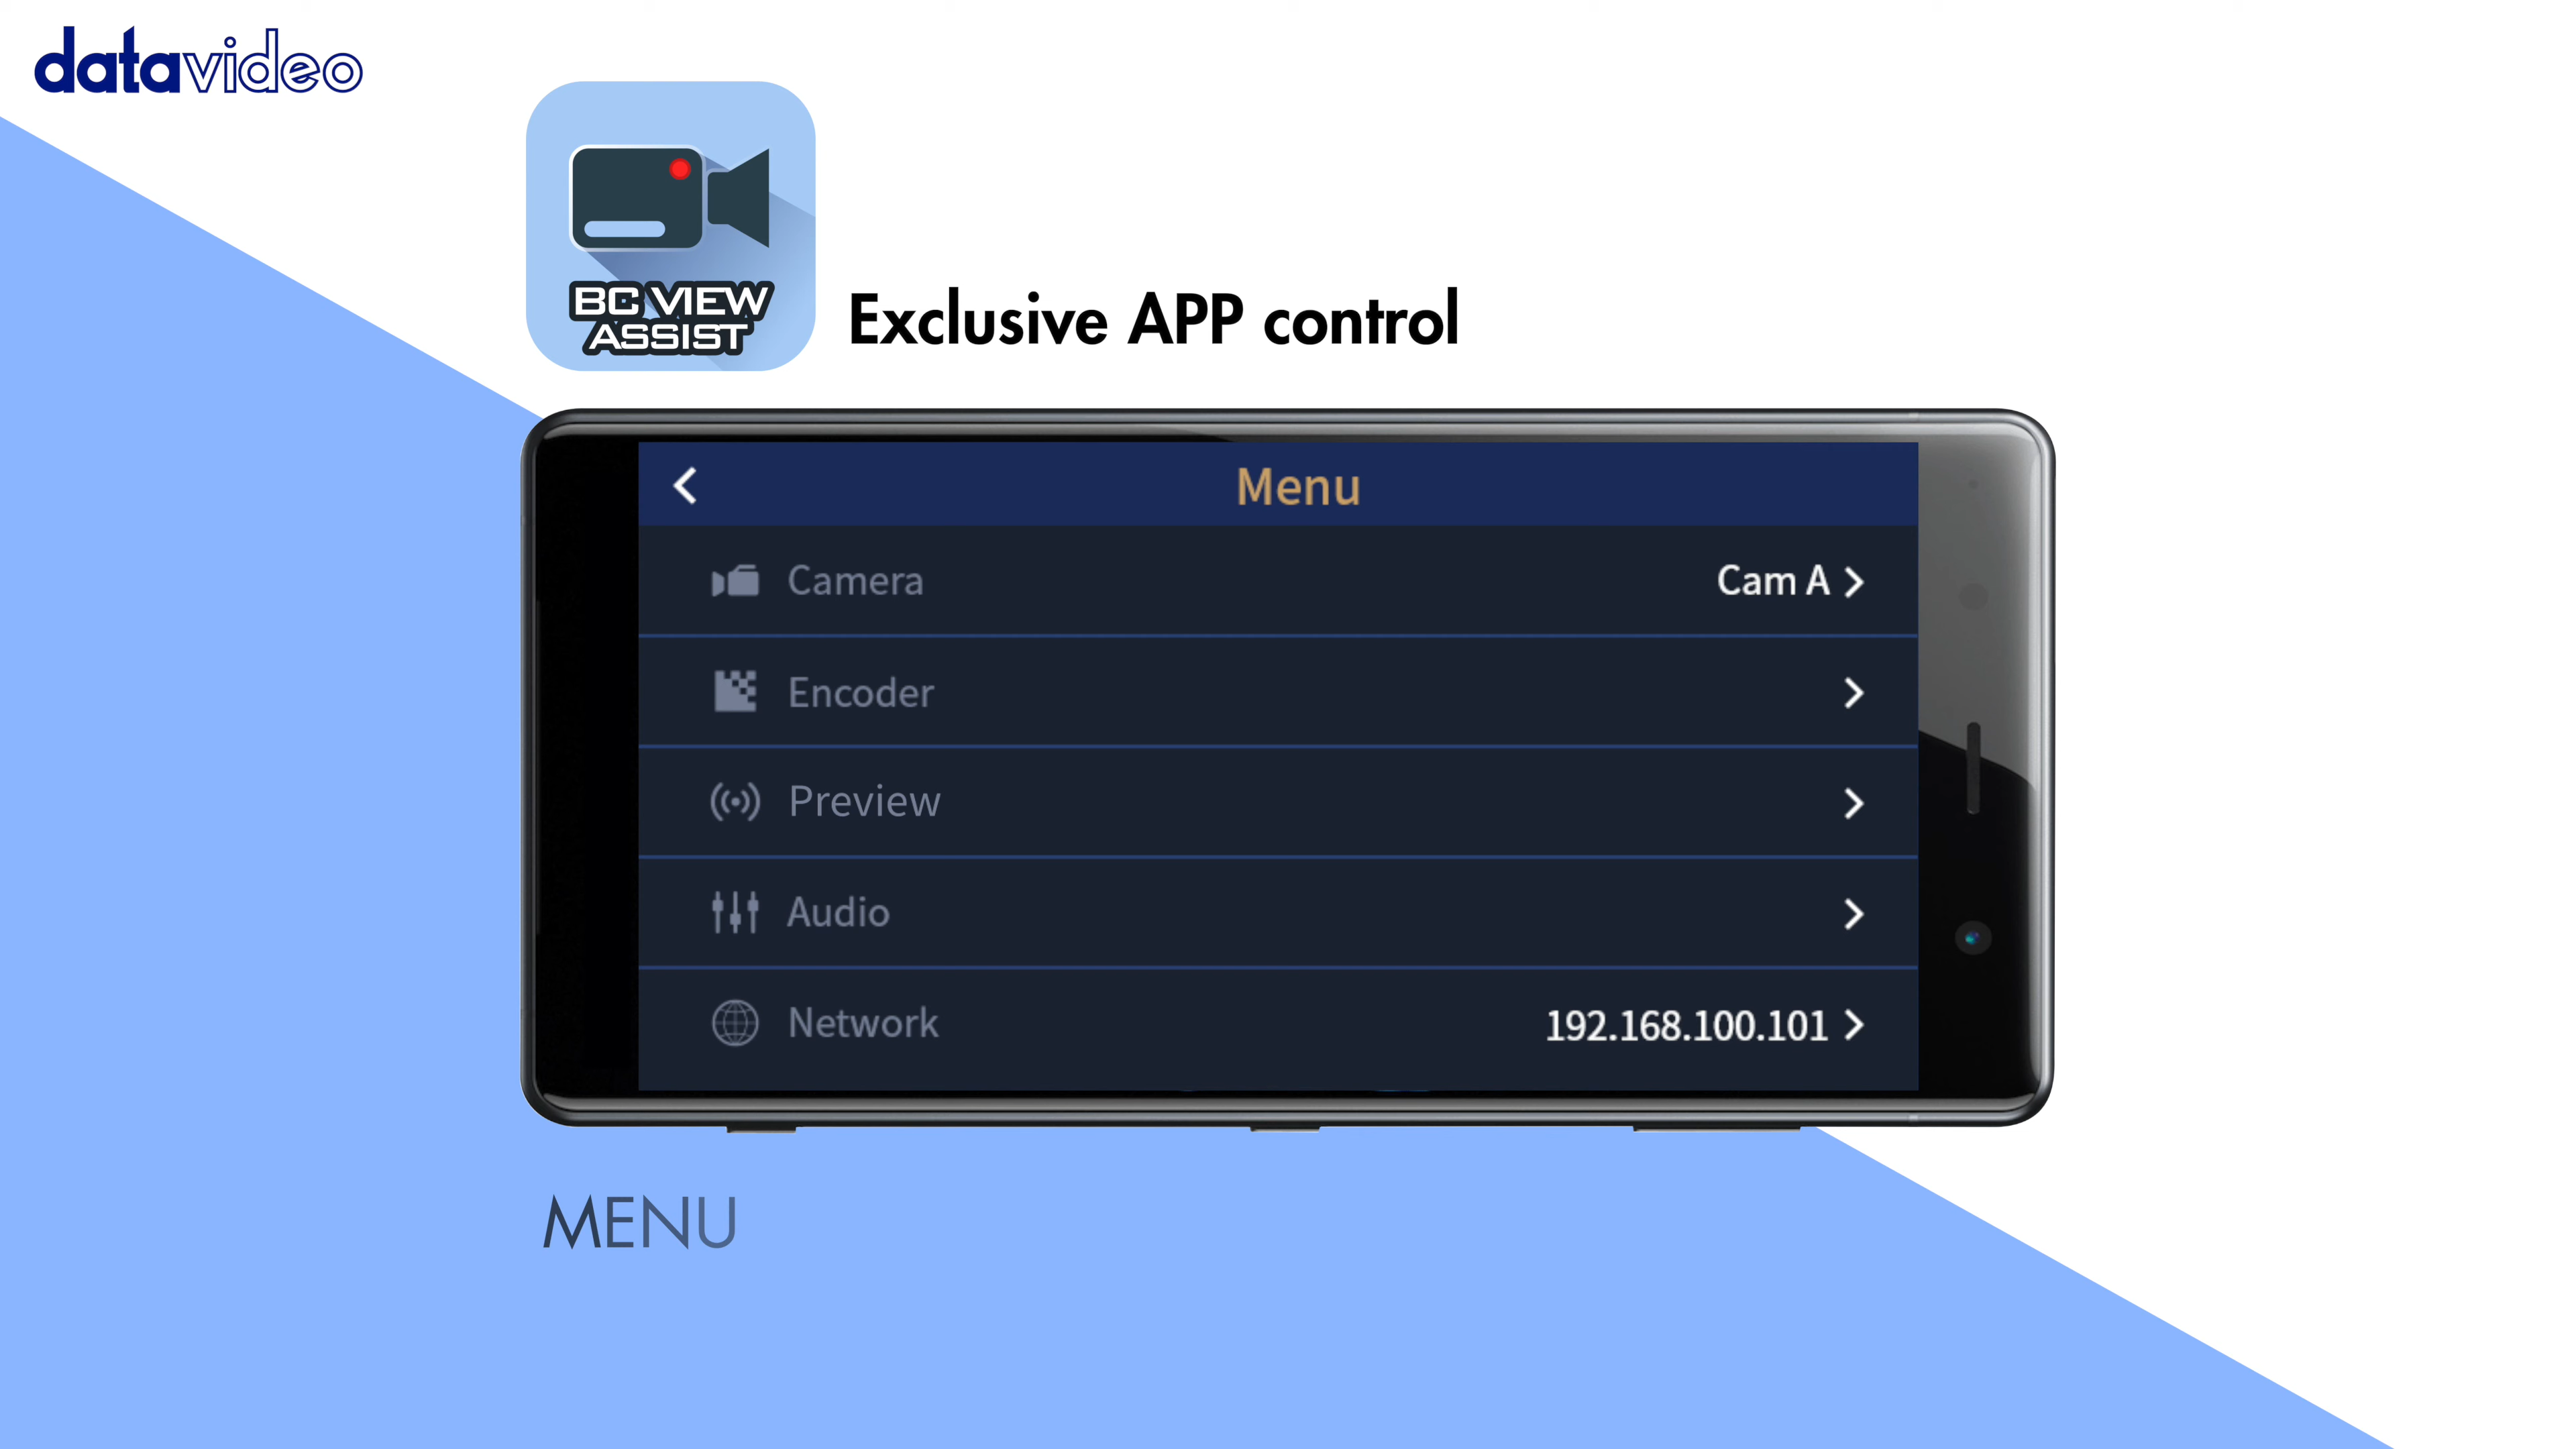 datavideo
BC VIEW
ASSIST
Exclusive APP control
Menu
Camera Cam A
Encoder
Preview
Audio
Network 192.168.100.101
MENU